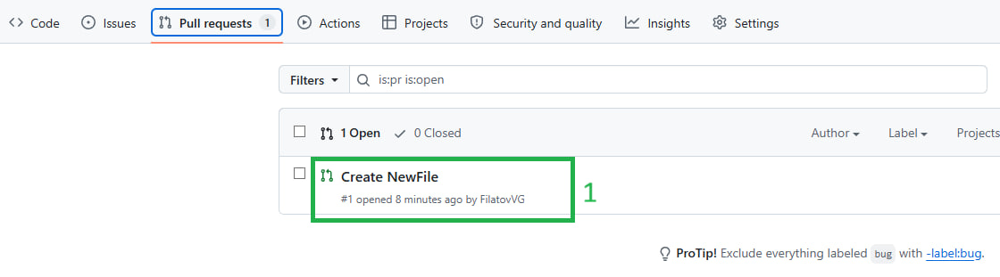 Code Issues Pull requests 1 Actions Projects Security and quality Insights Settings
Filters is:pr is:open
1 Open 0 Closed Author Label Projects
Create NewFile
#1 opened 8 minutes ago by FilatovVG
1
ProTip! Exclude everything labeled bug with -label:bug.